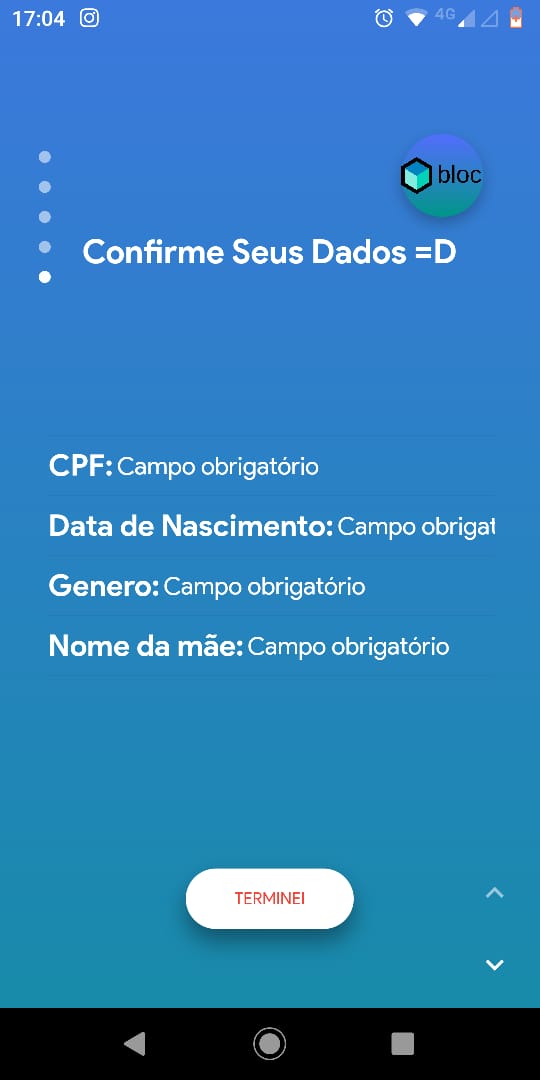 17:04
4G
bloc
Confirme Seus Dados =D
CPF: Campo obrigatório
Data de Nascimento: Campo obrigat
Genero: Campo obrigatório
Nome da mãe: Campo obrigatório
TERMINEI